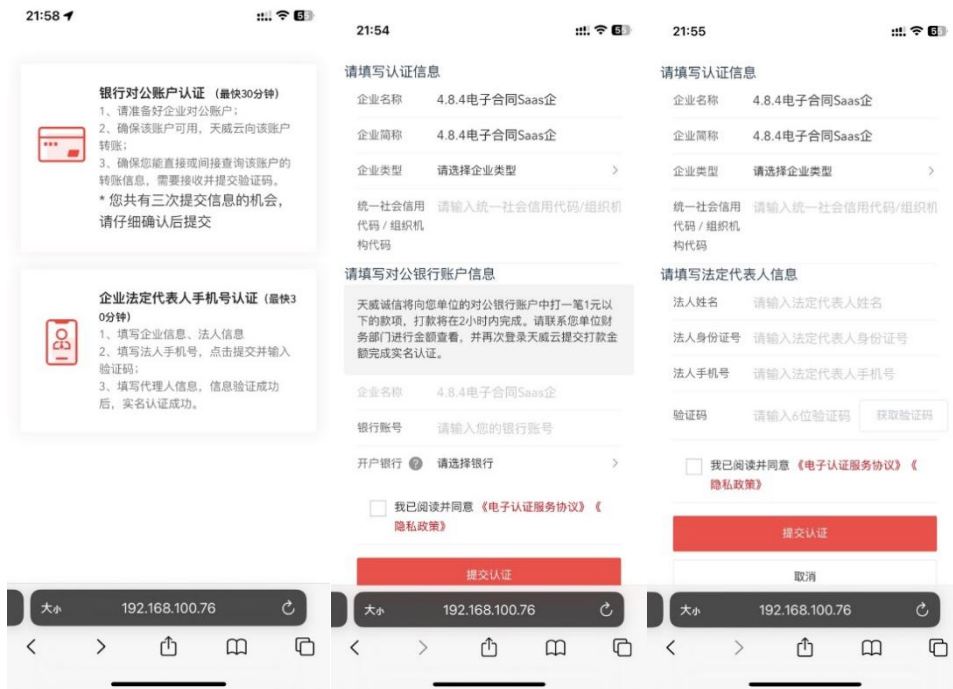 21:58
5
银行对公账户认证 (最快30分钟)
1、请准备好企业对公账户;
2、确保该账户可用,天威云向该账户
转账;
3、确保您能直接或间接查询该账户的
转账信息,需要接收并提交验证码。
* 您共有三次提交信息的机会,
请仔细确认后提交
企业法定代表人手机号认证 (最快3
0分钟)
1、填写企业信息、法人信息
2、填写法人手机号,点击提交并输入
验证码;
3、填写代理人信息,信息验证成功
后,实名认证成功。
大小 192.168.100.76
21:54
5
请填写认证信息
企业名称 4.8.4电子合同Saas企
企业简称 4.8.4电子合同Saas企
企业类型 请选择企业类型 >
统一社会信用 请输入统一社会信用代码/组织机
代码 / 组织机
构代码
请填写对公银行账户信息
天威诚信将向您单位的对公银行账户中打一笔1元以
下的款项,打款将在2小时内完成。请联系您单位财
务部门进行金额查看,并再次登录天威云提交打款金
额完成实名认证。
企业名称 4.8.4电子合同Saas企
银行账号 请输入您的银行账号
开户银行 ? 请选择银行 >
我已阅读并同意 《电子认证服务协议》《
隐私政策》
提交认证
大小 192.168.100.76
21:55
5
请填写认证信息
企业名称 4.8.4电子合同Saas企
企业简称 4.8.4电子合同Saas企
企业类型 请选择企业类型 >
统一社会信用 请输入统一社会信用代码/组织机
代码 / 组织机
构代码
请填写法定代表人信息
法人姓名 请输入法定代表人姓名
法人身份证号 请输入法定代表人身份证号
法人手机号 请输入法定代表人手机号
验证码 请输入6位验证码 获取验证码
我已阅读并同意 《电子认证服务协议》《
隐私政策》
提交认证
取消
大小 192.168.100.76